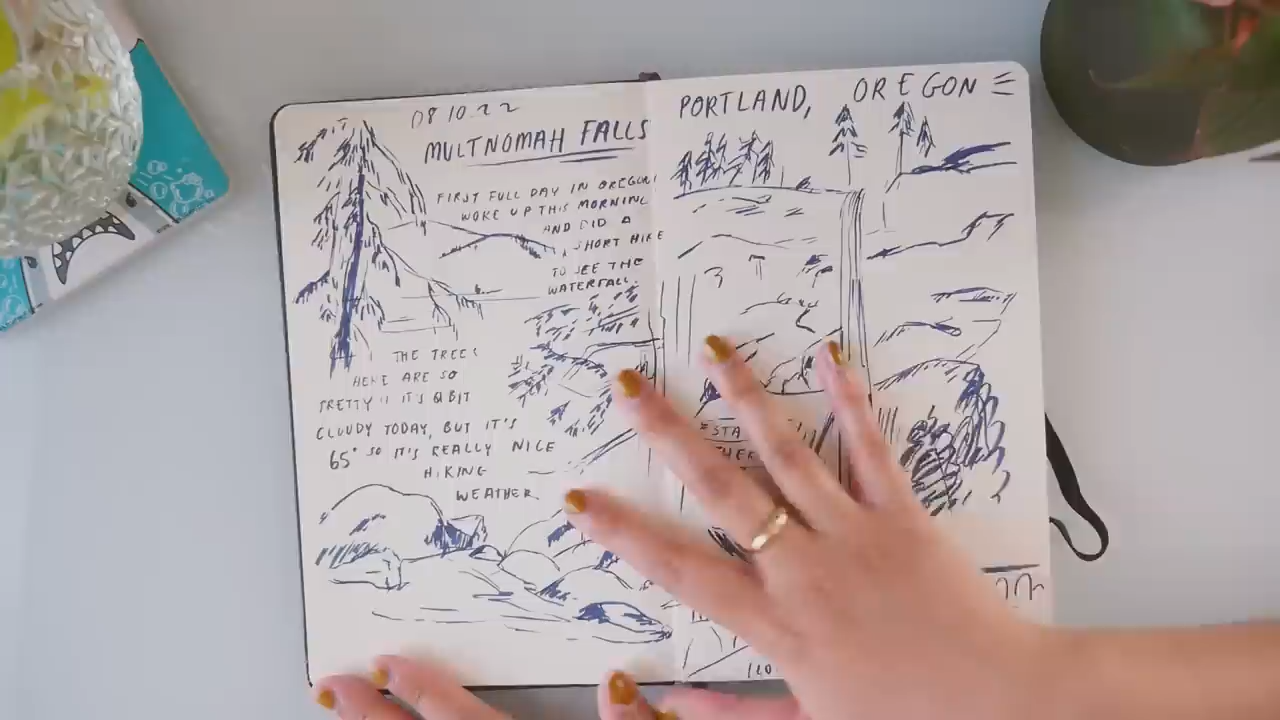 08 10.22
MULTNOMAH FALLS
PORTLAND, OREGON
FIRST FULL DAY IN OREGON!
WOKE UP THIS MORNING
AND DID A
SHORT HIKE
TO SEE THE
WATERFALL.
THE TREES
HERE ARE SO
PRETTY!! IT'S A BIT
CLOUDY TODAY, BUT IT'S
65° SO IT'S REALLY NICE
HIKING
WEATHER